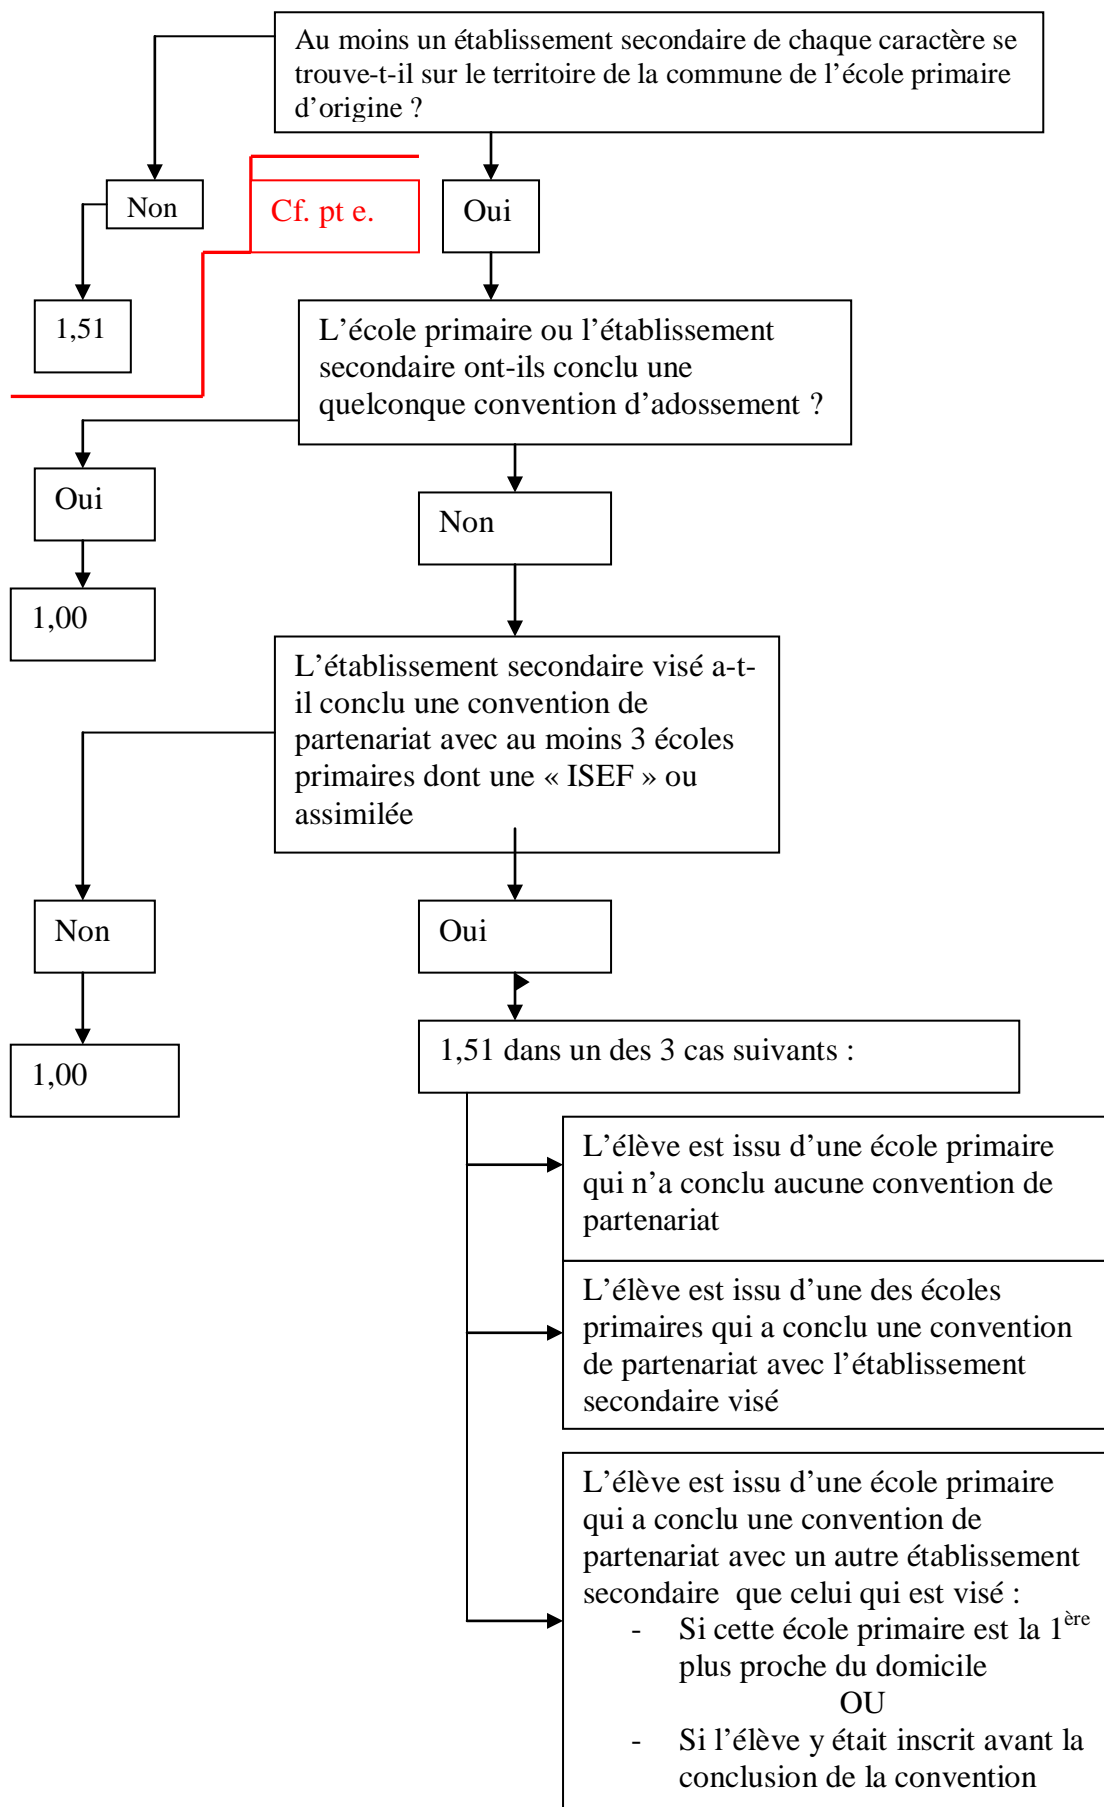 Au moins un établissement secondaire de chaque caractère se
trouve-t-il sur le territoire de la commune de l’école primaire
d’origine ?
Non
Cf. pt e.
Oui
1,51
L’école primaire ou l’établissement
secondaire ont-ils conclu une
quelconque convention d’adossement ?
Oui
Non
1,00
L’établissement secondaire visé a-t-
il conclu une convention de
partenariat avec au moins 3 écoles
primaires dont une « ISEF » ou
assimilée
Non
Oui
1,00
1,51 dans un des 3 cas suivants :
L’élève est issu d’une école primaire
qui n’a conclu aucune convention de
partenariat
L’élève est issu d’une des écoles
primaires qui a conclu une convention
de partenariat avec l’établissement
secondaire visé
L’élève est issu d’une école primaire
qui a conclu une convention de
partenariat avec un autre établissement
secondaire que celui qui est visé :
- Si cette école primaire est la 1ère
plus proche du domicile
OU
- Si l’élève y était inscrit avant la
conclusion de la convention